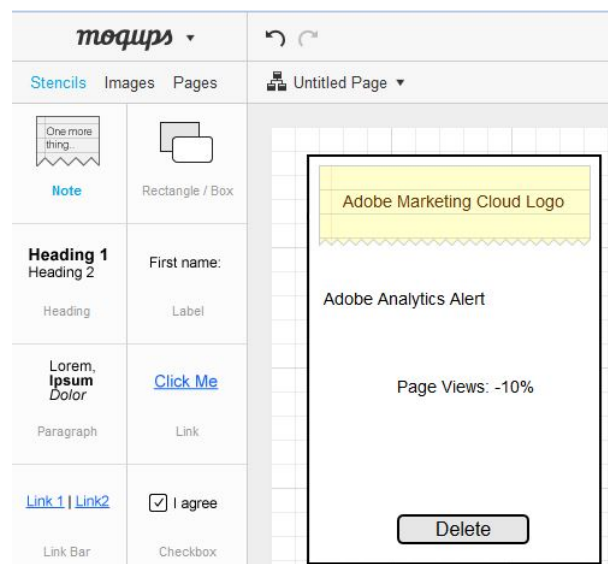 moqups
Stencils Images Pages
Untitled Page
One more
thing..
Note
Rectangle / Box
Heading 1
Heading 2
Heading
First name:
Label
Lorem,
Ipsum
Dolor
Paragraph
Click Me
Link
Link 1 | Link2
Link Bar
I agree
Checkbox
Adobe Marketing Cloud Logo
Adobe Analytics Alert
Page Views: -10%
Delete